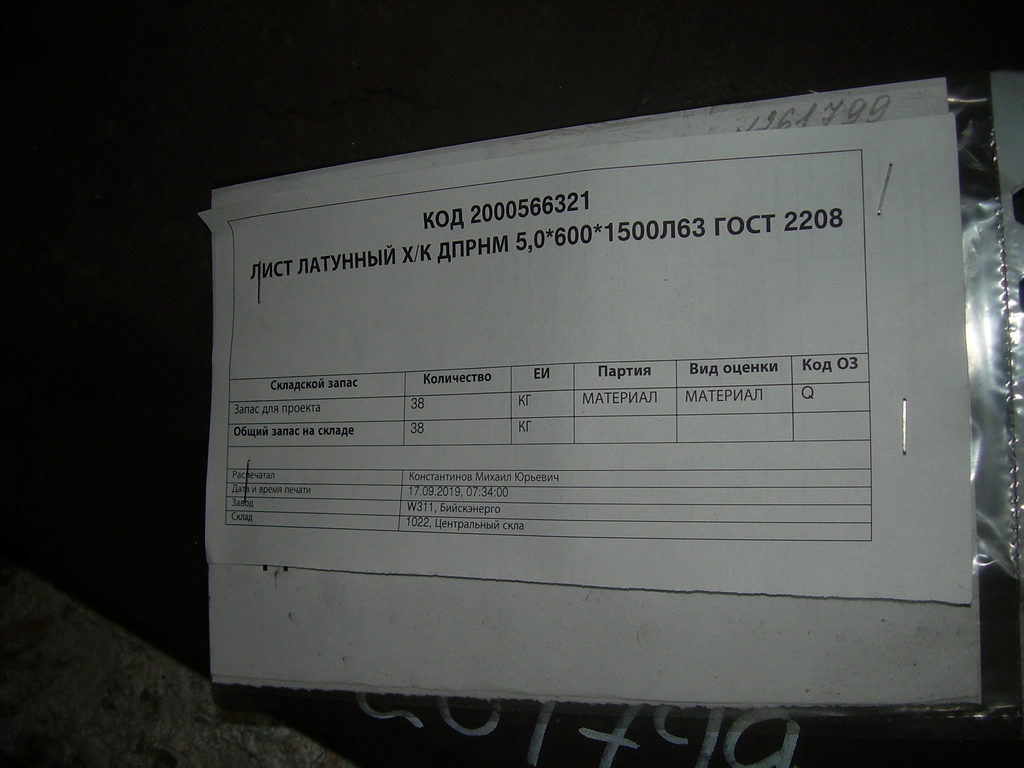 1261799
КОД 2000566321
ЛИСТ ЛАТУННЫЙ Х/К ДПРНМ 5,0*600*1500Л63 ГОСТ 2208
Складской запас Количество ЕИ Партия Вид оценки Код ОЗ
Запас для проекта 38 КГ МАТЕРИАЛ МАТЕРИАЛ Q
Общий запас на складе 38 КГ
Распечатал Константинов Михаил Юрьевич
Дата и время печати 17.09.2019, 07:34:00
Завод W311, Бийскэнерго
Склад 1022, Центральный скла